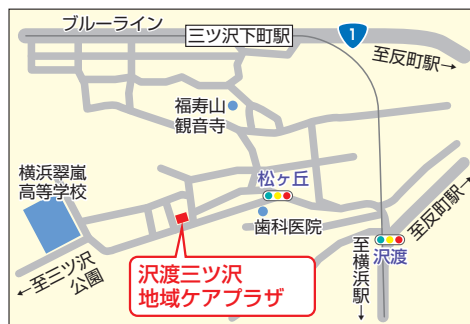 ブルーライン
三ツ沢下町駅
1
至反町駅→
福寿山
観音寺
横浜翠嵐
高等学校
松ヶ丘
歯科医院
至反町駅→
沢渡
至横浜駅→
←至三ツ沢
公園
沢渡三ツ沢
地域ケアプラザ